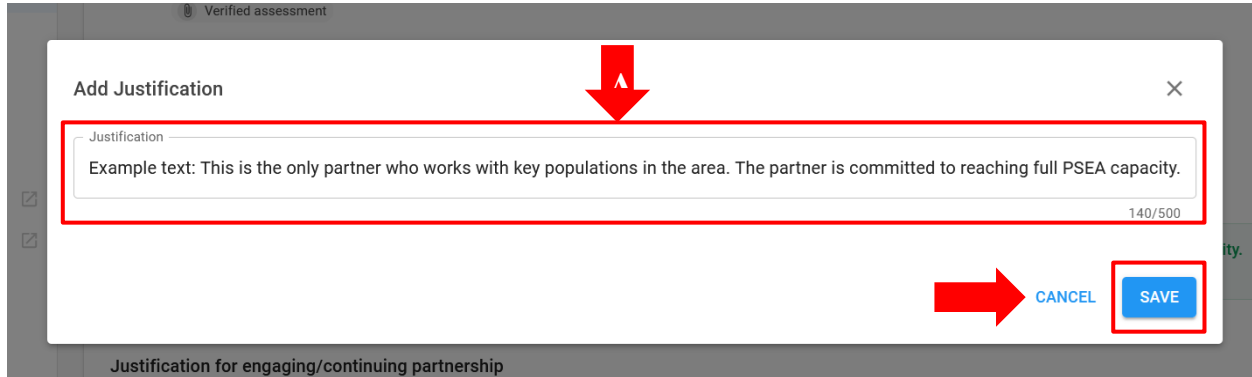 Verified assessment
Add Justification
A
Justification
Example text: This is the only partner who works with key populations in the area. The partner is committed to reaching full PSEA capacity.
140/500
ity.
CANCEL SAVE
Justification for engaging/continuing partnership